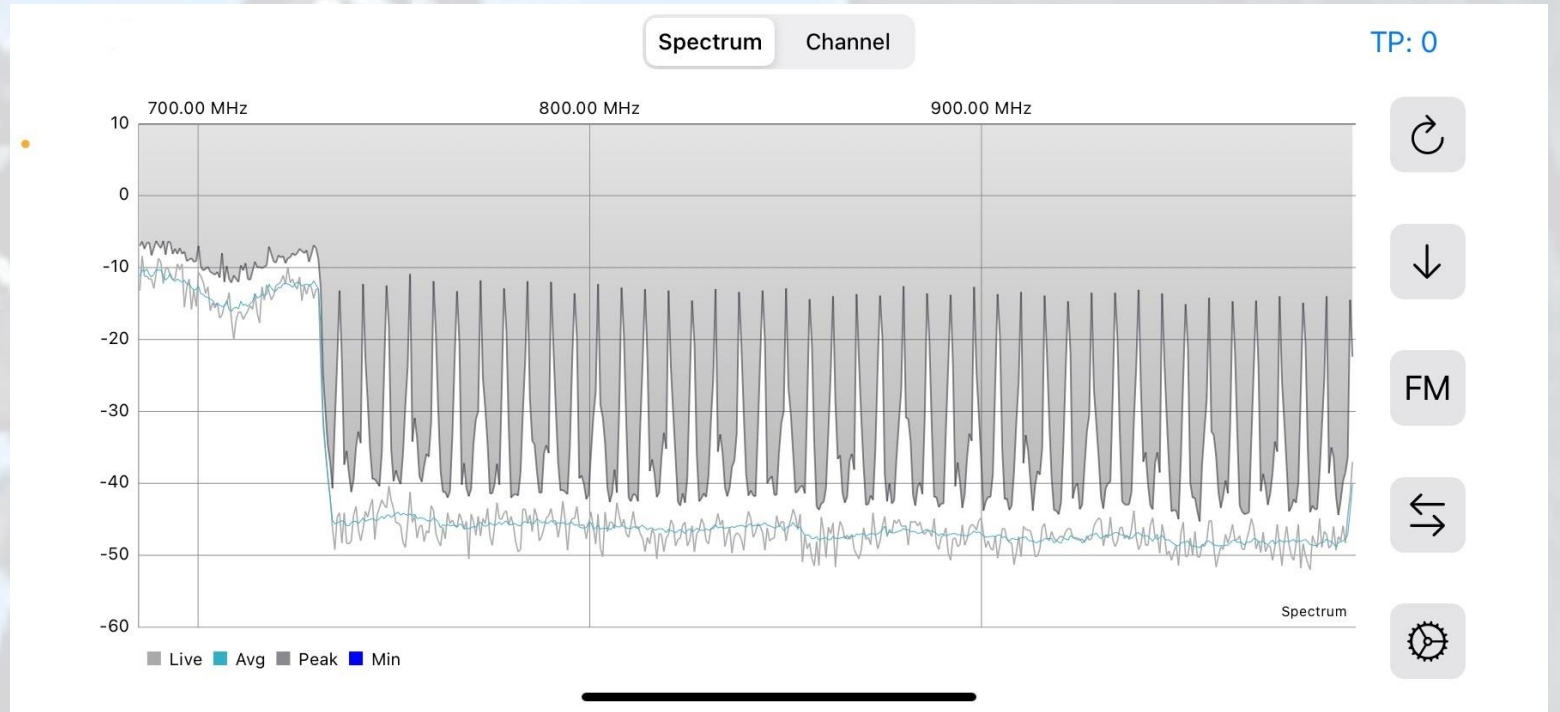 Spectrum Channel TP: 0
700.00 MHz 800.00 MHz 900.00 MHz
10
0
-10
-20
-30
FM
-40
-50
Spectrum
-60
Live Avg Peak Min